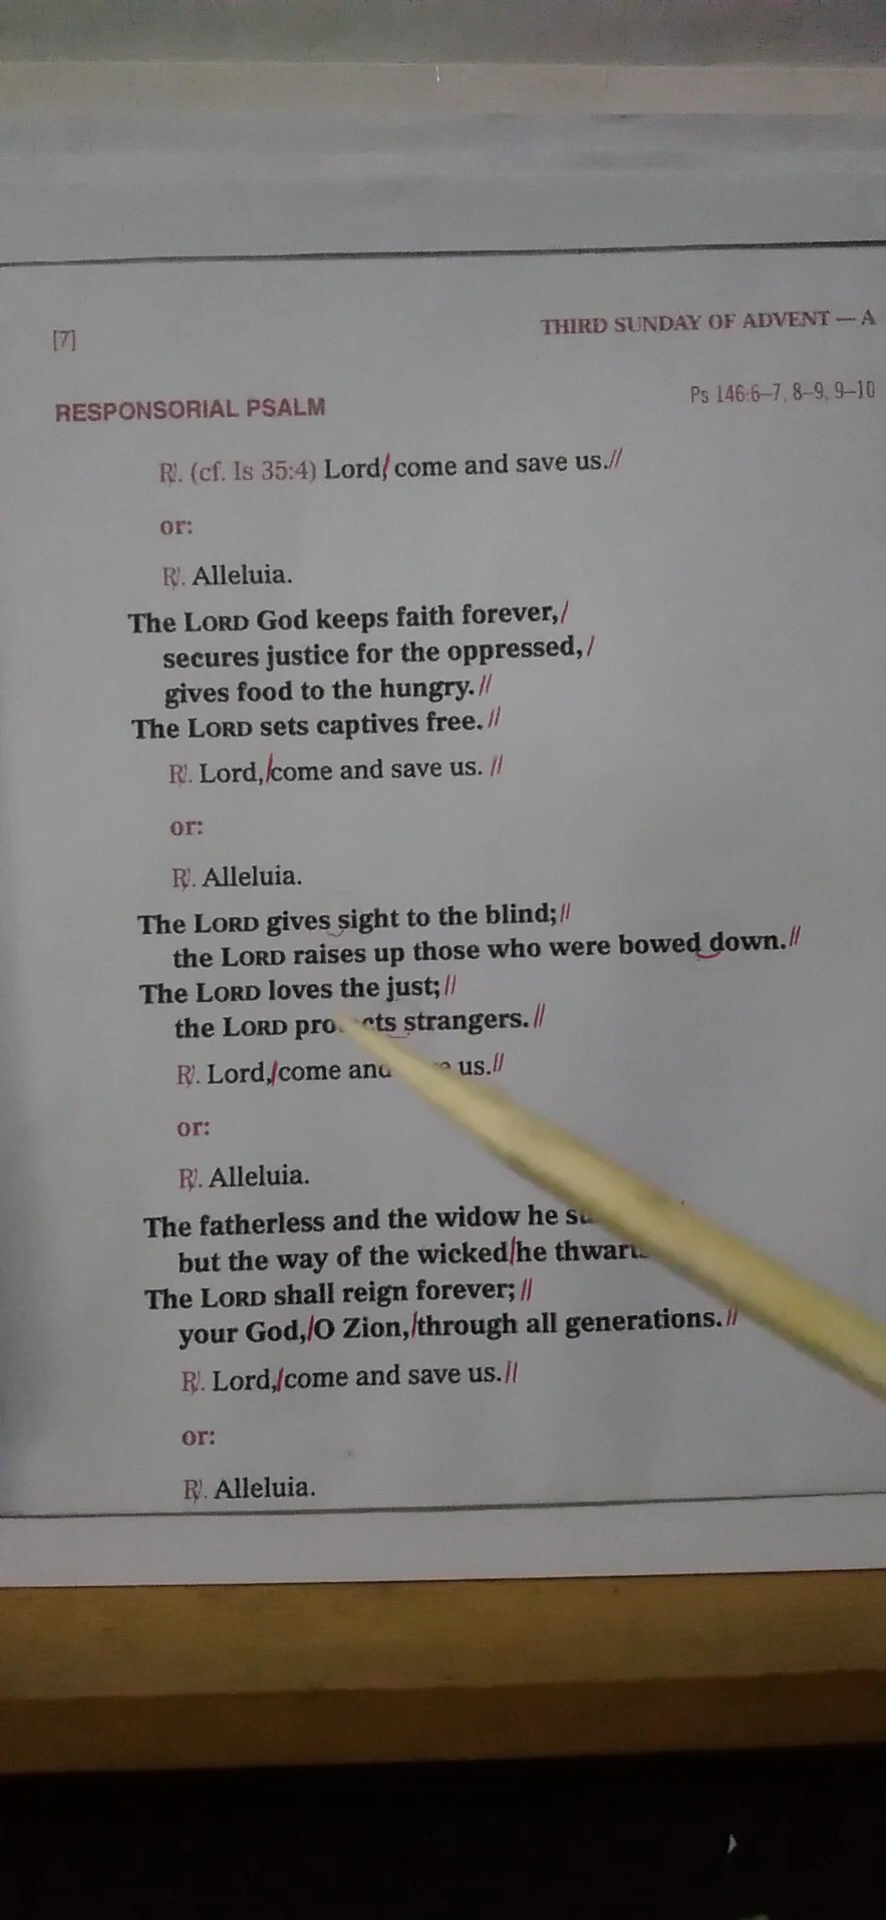 [7]
THIRD SUNDAY OF ADVENT — A
RESPONSORIAL PSALM
Ps 146:6–7, 8–9, 9–10
℟. (cf. Is 35:4) Lord,/ come and save us.//
or:
℟. Alleluia.
The LORD God keeps faith forever,/
secures justice for the oppressed,/
gives food to the hungry.//
The LORD sets captives free.//
℟. Lord,/come and save us. //
or:
℟. Alleluia.
The LORD gives sight to the blind;//
the LORD raises up those who were bowed down.//
The LORD loves the just;//
the LORD strangers.//
℟. Lord,/come and us.//
or:
℟. Alleluia.
The fatherless and the widow he
but the way of the wicked/he
The LORD shall reign forever;//
your God,/O Zion,/through all generations.//
℟. Lord,/come and save us.//
or:
℟. Alleluia.